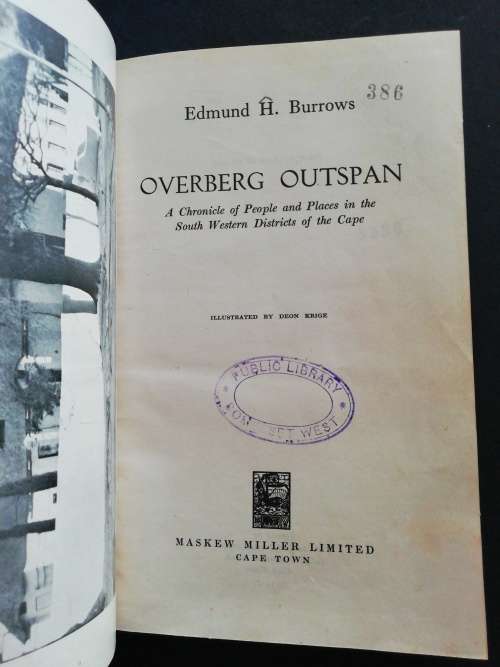 Edmund H. Burrows
386
OVERBERG OUTSPAN
A Chronicle of People and Places in the
South Western Districts of the Cape
ILLUSTRATED BY DEON KRIGE
PUBLIC LIBRARY
WEST
MASKEW MILLER LIMITED
CAPE TOWN